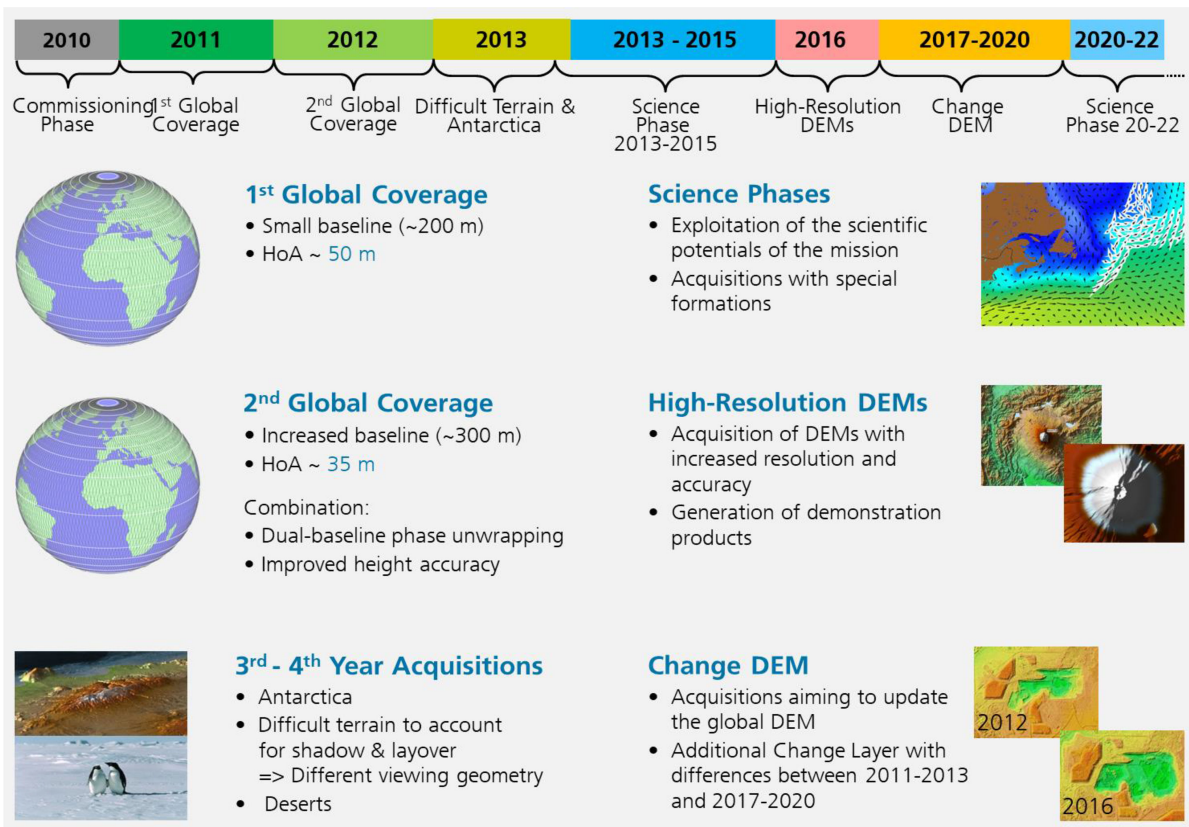 2010 2011 2012 2013 2013 - 2015 2016 2017-2020 2020-22
Commissioning
Phase
1st Global
Coverage
2nd Global
Coverage
Difficult Terrain &
Antarctica
Science
Phase
2013-2015
High-Resolution
DEMs
Change
DEM
Science
Phase 20-22
1st Global Coverage
• Small baseline (~200 m)
• HoA ~ 50 m
2nd Global Coverage
• Increased baseline (~300 m)
• HoA ~ 35 m
Combination:
• Dual-baseline phase unwrapping
• Improved height accuracy
3rd - 4th Year Acquisitions
• Antarctica
• Difficult terrain to account
for shadow & layover
=> Different viewing geometry
• Deserts
Science Phases
• Exploitation of the scientific
potentials of the mission
• Acquisitions with special
formations
High-Resolution DEMs
• Acquisition of DEMs with
increased resolution and
accuracy
• Generation of demonstration
products
Change DEM
• Acquisitions aiming to update
the global DEM
• Additional Change Layer with
differences between 2011-2013
and 2017-2020
2012
2016